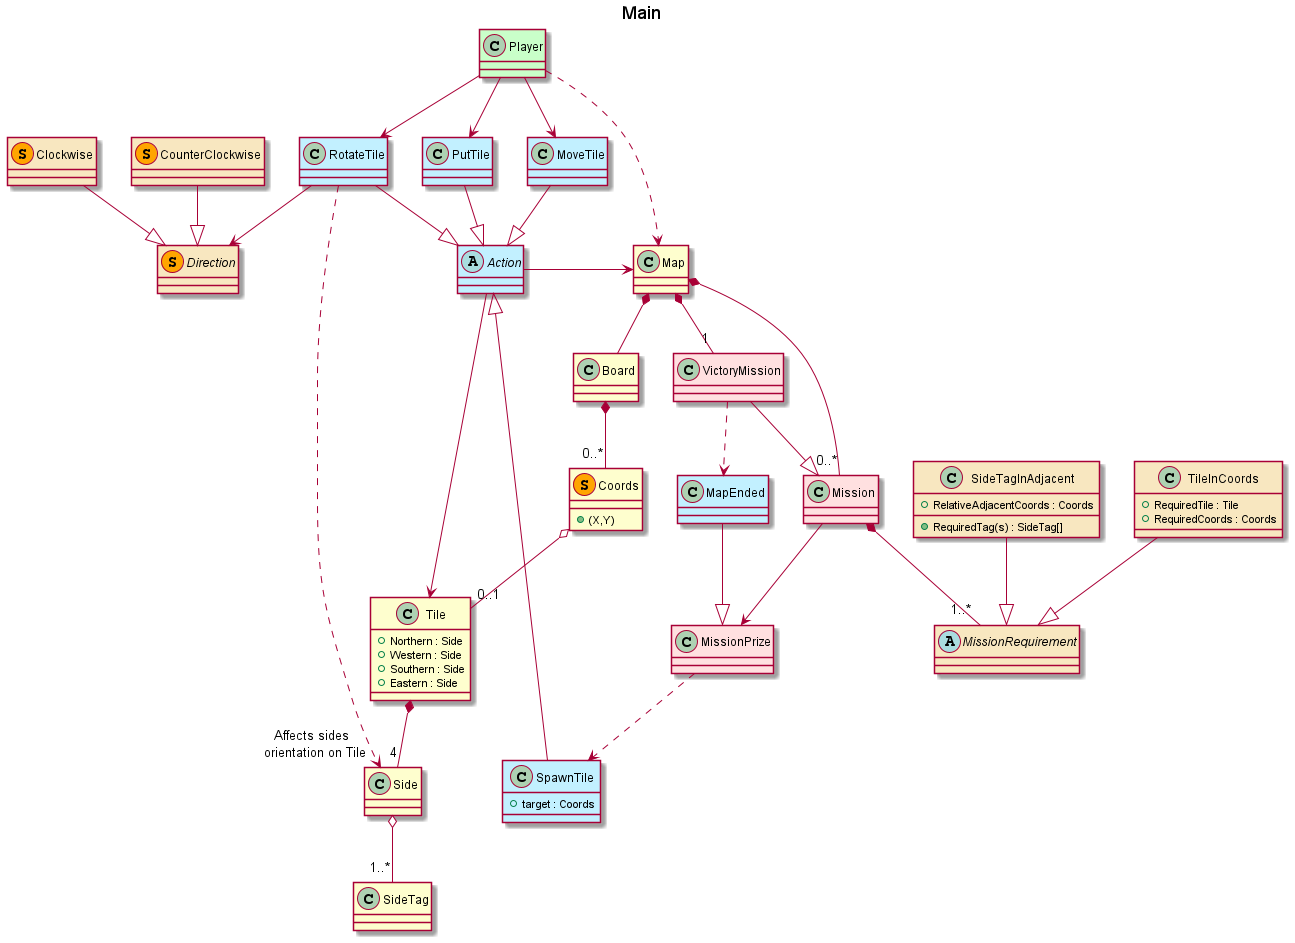 Main
C Player
S Clockwise
S CounterClockwise
C RotateTile
C PutTile
C MoveTile
S Direction
A Action
C Map
1
C Board
C VictoryMission
0..*
0..*
S Coords
(X,Y)
C MapEnded
C Mission
C SideTagInAdjacent
RelativeAdjacentCoords : Coords
RequiredTag(s) : SideTag[]
C TileInCoords
RequiredTile : Tile
RequiredCoords : Coords
0..1
1..*
C Tile
Northern : Side
Western : Side
Southern : Side
Eastern : Side
C MissionPrize
A MissionRequirement
Affects sides
orientation on Tile
4
C Side
C SpawnTile
target : Coords
1..*
C SideTag